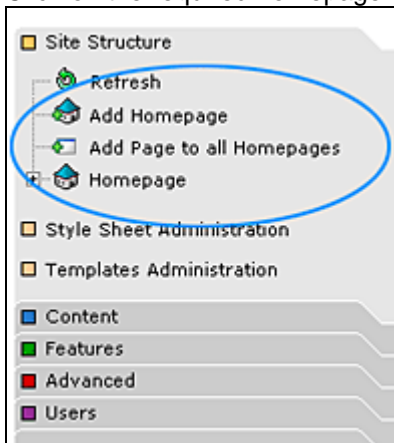 Site Structure
Refresh
Add Homepage
Add Page to all Homepages
Homepage
Style Sheet Administration
Templates Administration
Content
Features
Advanced
Users